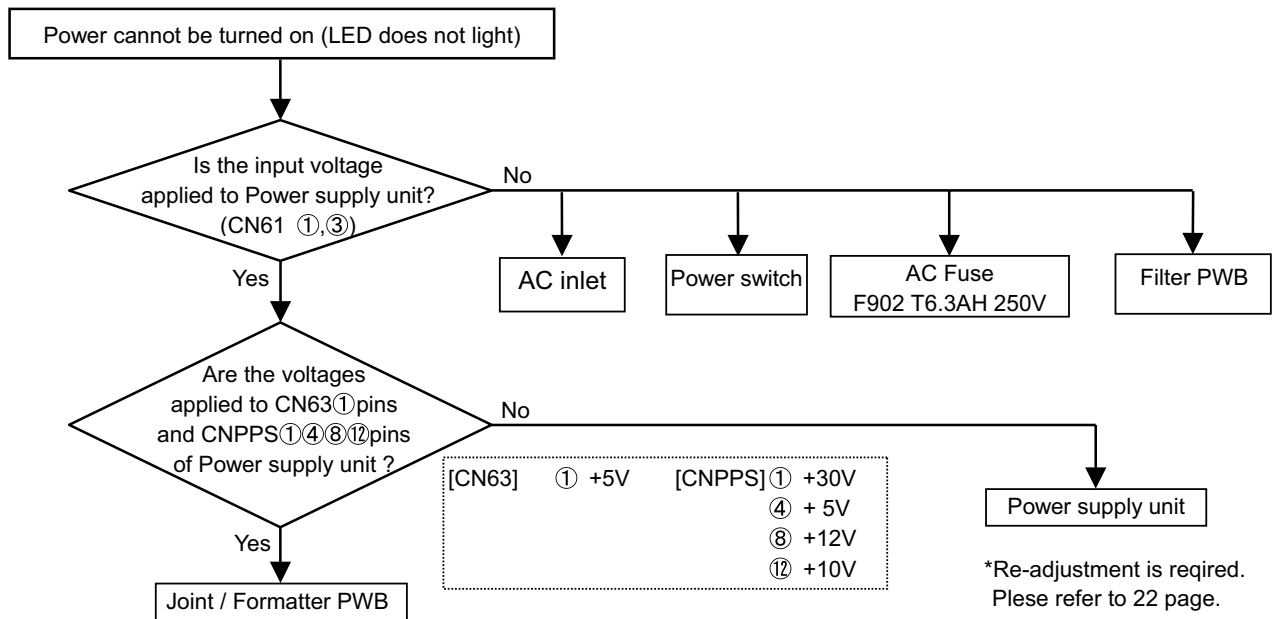 Power cannot be turned on (LED does not light)
Is the input voltage
applied to Power supply unit?
(CN61 ①,③)
No
Yes
AC inlet
Power switch
AC Fuse
F902 T6.3AH 250V
Filter PWB
Are the voltages
applied to CN63①pins
and CNPPS①④⑧⑫pins
of Power supply unit ?
No
Yes
[CN63] ① +5V [CNPPS] ① +30V
④ + 5V
⑧ +12V
⑫ +10V
Power supply unit
*Re-adjustment is reqired.
Plese refer to 22 page.
Joint / Formatter PWB